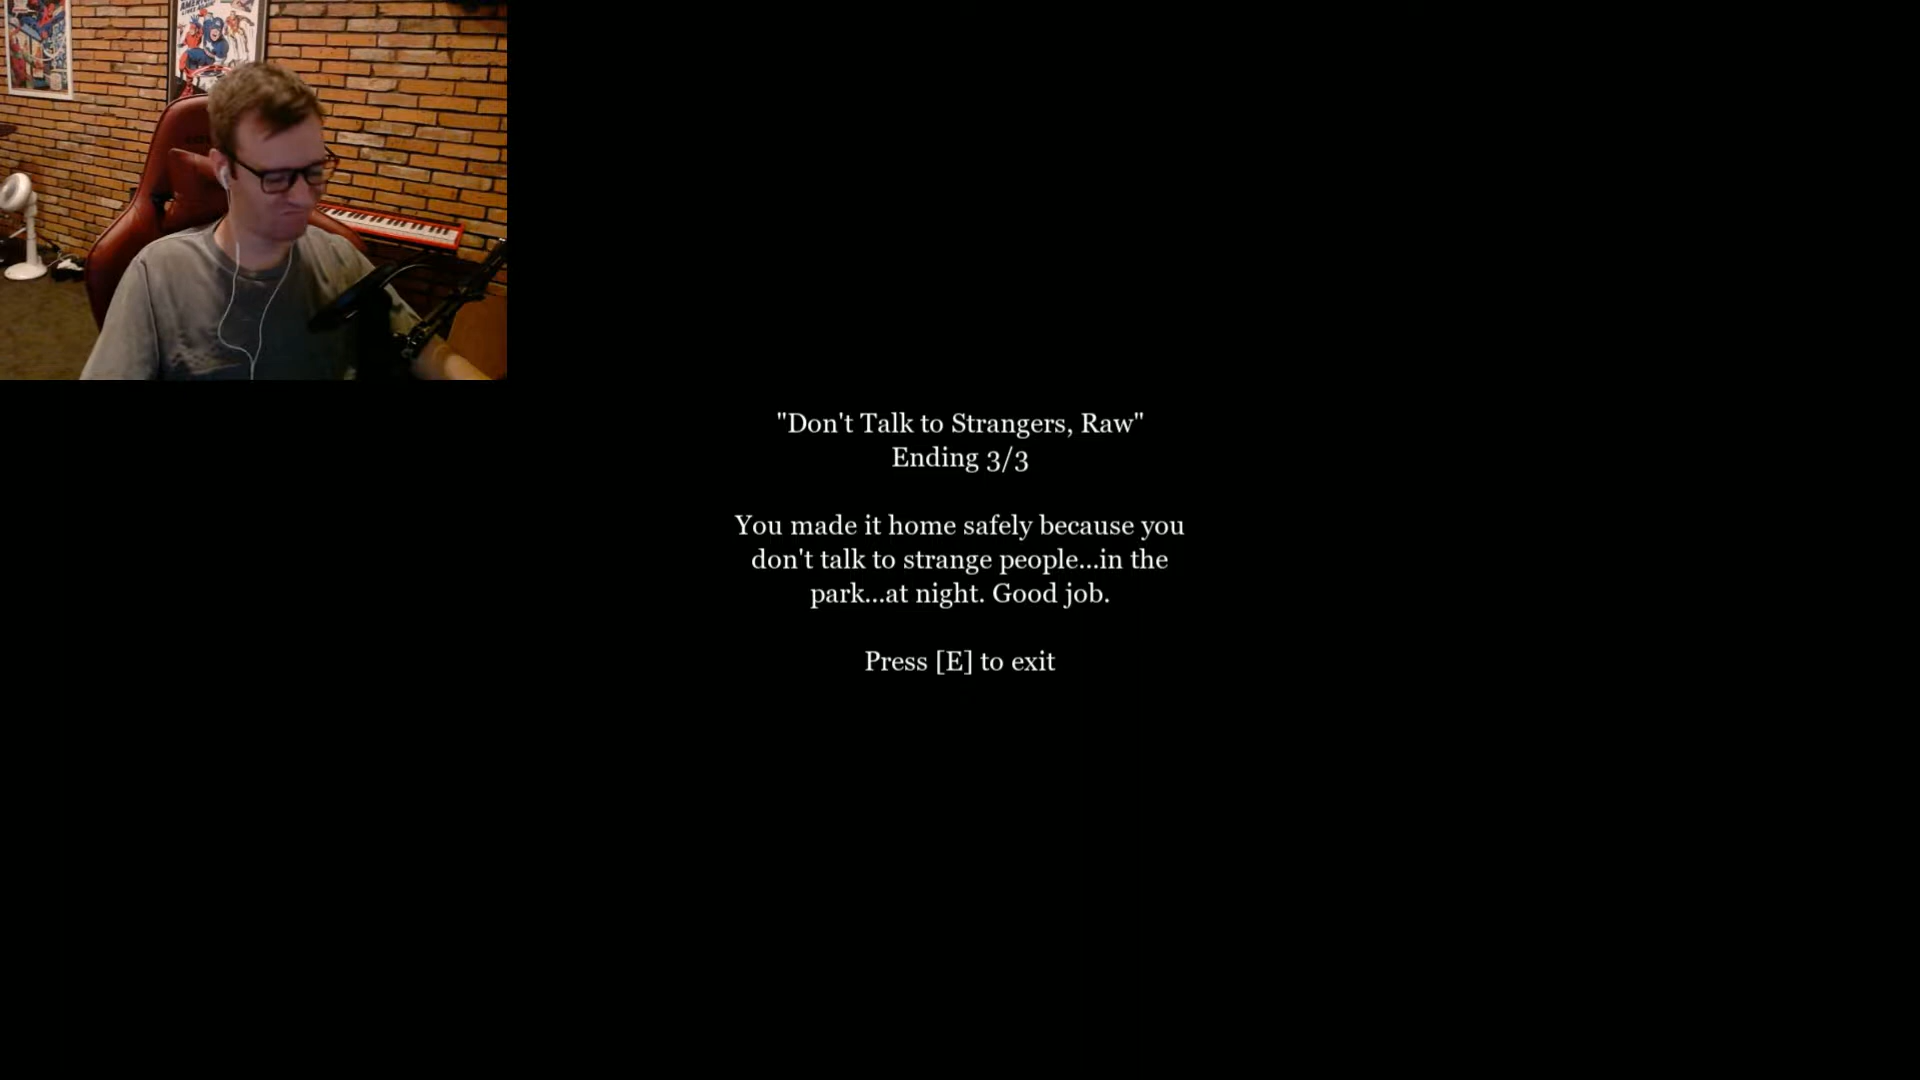 "Don't Talk to Strangers, Raw"
Ending 3/3
You made it home safely because you
don't talk to strange people...in the
park...at night. Good job.
Press [E] to exit